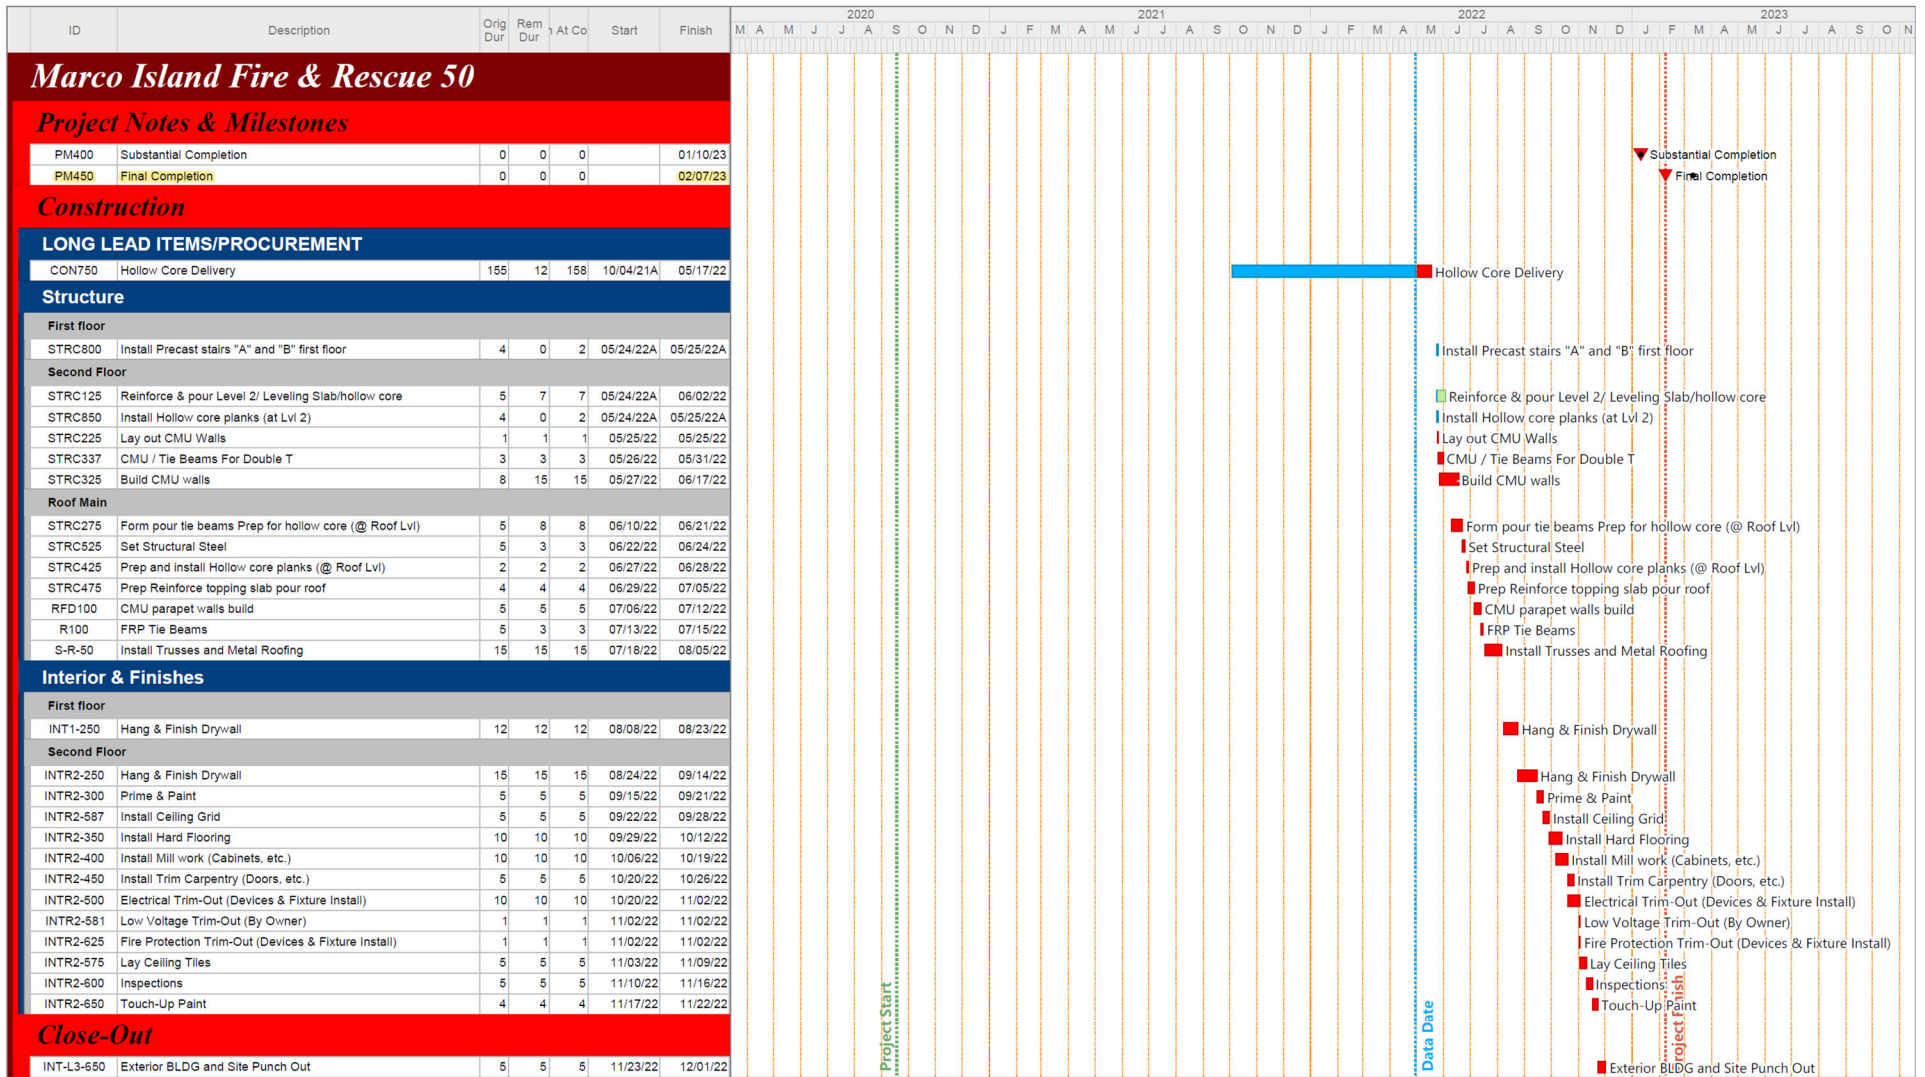 ID Description Orig Dur Rem Dur At Co Start Finish
2020 2021 2022 2023
M A M J J A S O N D J F M A M J J A S O N D J F M A M J J A S O N D J F M A M J J A S O N
Marco Island Fire & Rescue 50
Project Notes & Milestones
PM400 Substantial Completion 0 0 0 01/10/23 Substantial Completion
PM450 Final Completion 0 0 0 02/07/23 Final Completion
Construction
LONG LEAD ITEMS/PROCUREMENT
CON750 Hollow Core Delivery 155 12 158 10/04/21A 05/17/22 Hollow Core Delivery
Structure
First floor
STRC800 Install Precast stairs "A" and "B" first floor 4 0 2 05/24/22A 05/25/22A Install Precast stairs "A" and "B" first floor
Second Floor
STRC125 Reinforce & pour Level 2/ Leveling Slab/hollow core 5 7 7 05/24/22A 06/02/22 Reinforce & pour Level 2/ Leveling Slab/hollow core
STRC850 Install Hollow core planks (at Lvl 2) 4 0 2 05/24/22A 05/25/22A Install Hollow core planks (at Lvl 2)
STRC225 Lay out CMU Walls 1 1 1 05/25/22 05/25/22 Lay out CMU Walls
STRC337 CMU / Tie Beams For Double T 3 3 3 05/26/22 05/31/22 CMU / Tie Beams For Double T
STRC325 Build CMU walls 8 15 15 05/27/22 06/17/22 Build CMU walls
Roof Main
STRC275 Form pour tie beams Prep for hollow core (@ Roof Lvl) 5 8 8 06/10/22 06/21/22 Form pour tie beams Prep for hollow core (@ Roof Lvl)
STRC525 Set Structural Steel 5 3 3 06/22/22 06/24/22 Set Structural Steel
STRC425 Prep and install Hollow core planks (@ Roof Lvl) 2 2 2 06/27/22 06/28/22 Prep and install Hollow core planks (@ Roof Lvl)
STRC475 Prep Reinforce topping slab pour roof 4 4 4 06/29/22 07/05/22 Prep Reinforce topping slab pour roof
RFD100 CMU parapet walls build 5 5 5 07/06/22 07/12/22 CMU parapet walls build
R100 FRP Tie Beams 5 3 3 07/13/22 07/15/22 FRP Tie Beams
S-R-50 Install Trusses and Metal Roofing 15 15 15 07/18/22 08/05/22 Install Trusses and Metal Roofing
Interior & Finishes
First floor
INT1-250 Hang & Finish Drywall 12 12 12 08/08/22 08/23/22 Hang & Finish Drywall
Second Floor
INTR2-250 Hang & Finish Drywall 15 15 15 08/24/22 09/14/22 Hang & Finish Drywall
INTR2-300 Prime & Paint 5 5 5 09/15/22 09/21/22 Prime & Paint
INTR2-587 Install Ceiling Grid 5 5 5 09/22/22 09/28/22 Install Ceiling Grid
INTR2-350 Install Hard Flooring 10 10 10 09/29/22 10/12/22 Install Hard Flooring
INTR2-400 Install Mill work (Cabinets, etc.) 10 10 10 10/06/22 10/19/22 Install Mill work (Cabinets, etc.)
INTR2-450 Install Trim Carpentry (Doors, etc.) 5 5 5 10/20/22 10/26/22 Install Trim Carpentry (Doors, etc.)
INTR2-500 Electrical Trim-Out (Devices & Fixture Install) 10 10 10 10/20/22 11/02/22 Electrical Trim-Out (Devices & Fixture Install)
INTR2-581 Low Voltage Trim-Out (By Owner) 1 1 1 11/02/22 11/02/22 Low Voltage Trim-Out (By Owner)
INTR2-625 Fire Protection Trim-Out (Devices & Fixture Install) 1 1 1 11/02/22 11/02/22 Fire Protection Trim-Out (Devices & Fixture Install)
INTR2-575 Lay Ceiling Tiles 5 5 5 11/03/22 11/09/22 Lay Ceiling Tiles
INTR2-600 Inspections 5 5 5 11/10/22 11/16/22 Inspections
INTR2-650 Touch-Up Paint 4 4 4 11/17/22 11/22/22 Touch-Up Paint
Close-Out
INT-L3-650 Exterior BLDG and Site Punch Out 5 5 5 11/23/22 12/01/22 Exterior BLDG and Site Punch Out
Project Start
Data Date
Project Finish